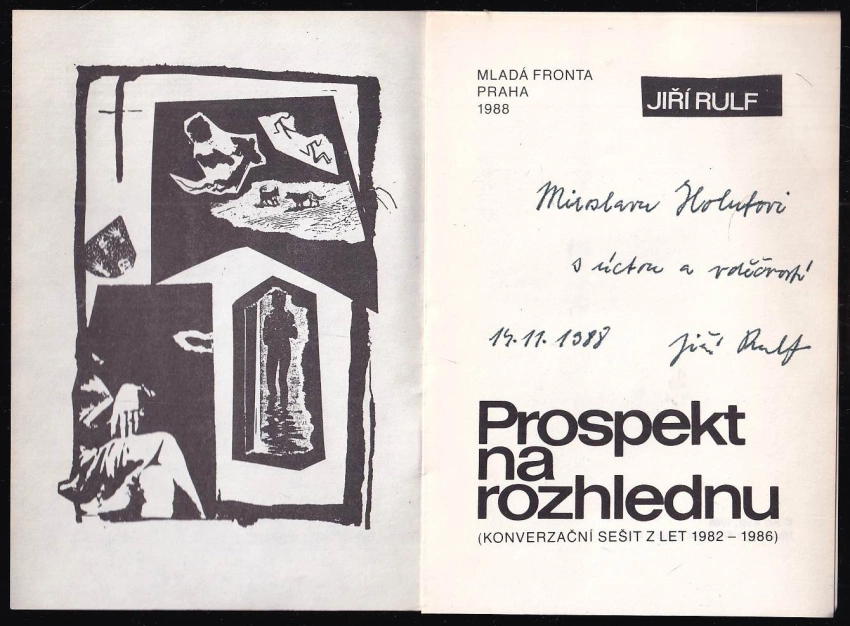 MLADÁ FRONTA
PRAHA
1988
JIŘÍ RULF
Miroslavu Holubovi
s úctou a vděčností
14.11.1988 Jiří Rulf
Prospekt
na
rozhlednu
(KONVERZAČNÍ SEŠIT Z LET 1982 – 1986)